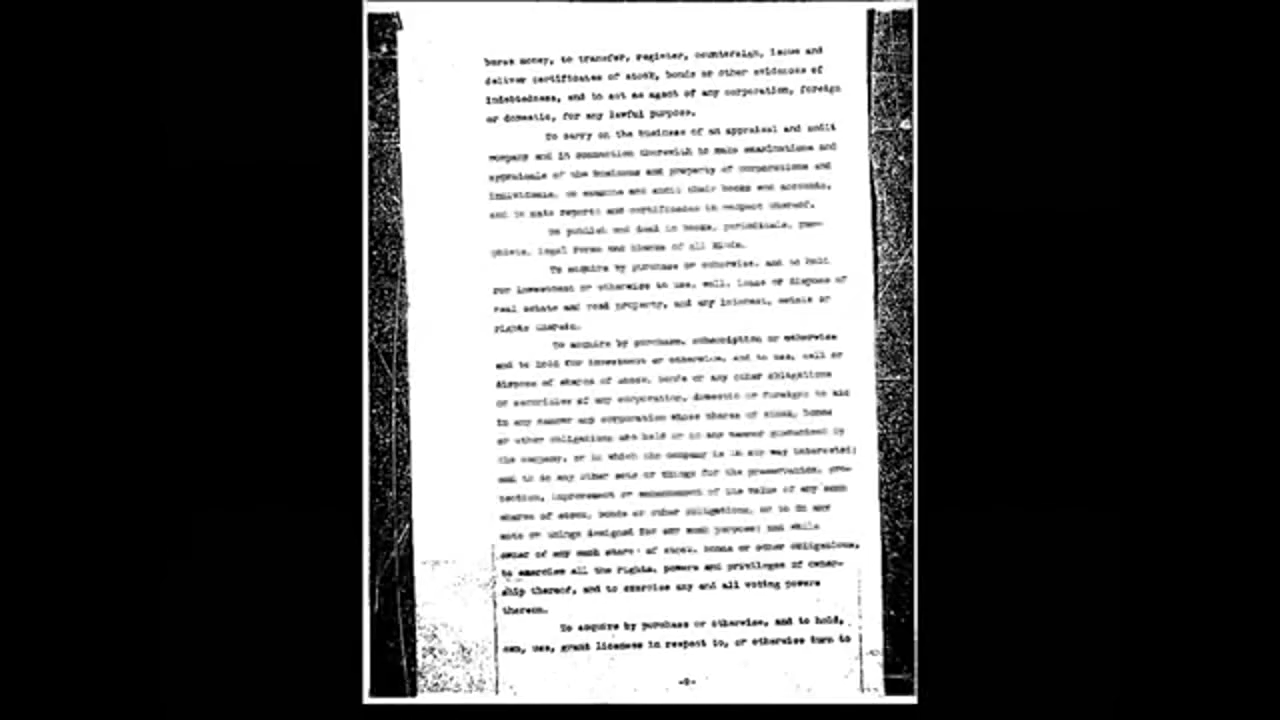 burse money, to transfer, register, countersign, issue and
deliver certificates of stock, bonds or other evidences of
indebtedness, and to act as agent of any corporation, foreign
or domestic, for any lawful purpose.
To carry on the business of an appraisal and audit
company and in connection therewith to make examinations and
appraisals of the business and property of corporations and
individuals, to examine and audit their books and accounts,
and to make reports and certificates in respect thereof.
To publish and deal in books, periodicals, pam-
phlets, legal forms and blanks of all kinds.
To acquire by purchase or otherwise, and to hold
for investment or otherwise to use, sell, lease or dispose of
real estate and real property, and any interest, estate or
rights therein.
To acquire by purchase, subscription or otherwise
and to hold for investment or otherwise, and to use, sell or
dispose of shares of stock, bonds or any other obligations
or securities of any corporation, domestic or foreign; to aid
in any manner any corporation whose shares of stock, bonds
or other obligations are held or in any manner guaranteed by
the company, or in which the company is in any way interested;
and to do any other acts or things for the preservation, pro-
tection, improvement or enhancement of the value of any such
shares of stock, bonds or other obligations, or to do any
acts or things designed for any such purpose; and while
owner of any such shares of stock, bonds or other obligations,
to exercise all the rights, powers and privileges of owner-
ship thereof, and to exercise any and all voting powers
thereon.
To acquire by purchase or otherwise, and to hold,
own, use, grant licenses in respect to, or otherwise turn to